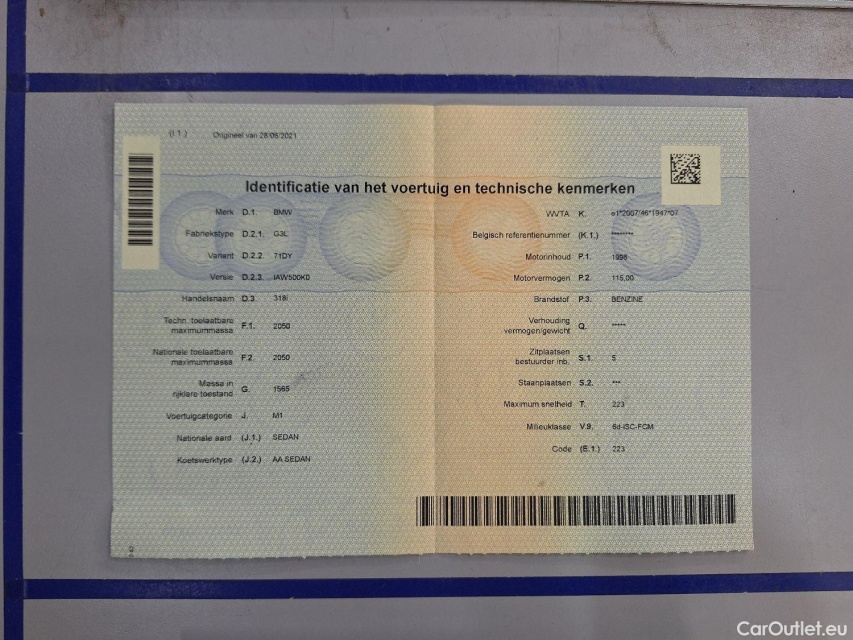 (I 1.) Origineel van 28/06/2021
Identificatie van het voertuig en technische kenmerken
Merk D.1. BMW
Fabriekstype D.2.1. G3L
Variant D.2.2. 71DY
Versie D.2.3. IAW500K0
Handelsnaam D.3. 318i
Techn. toelaatbare
maximummassa F.1. 2050
Nationale toelaatbare
maximummassa F.2. 2050
Massa in
rijklare toestand G. 1565
Voertuigcategorie J. M1
Nationale aard (J.1.) SEDAN
Koetswerktype (J.2.) AA SEDAN
WVTA K. e1*2007/46*1947*07
Belgisch referentienummer (K.1.) ********
Motorinhoud P.1. 1998
Motorvermogen P.2. 115,00
Brandstof P.3. BENZINE
Verhouding
vermogen/gewicht Q. *****
Zitplaatsen
bestuurder inb. S.1. 5
Staanplaatsen S.2. ***
Maximum snelheid T. 223
Milieuklasse V.9. 6d-ISC-FCM
Code (E.1.) 223
CarOutlet.eu